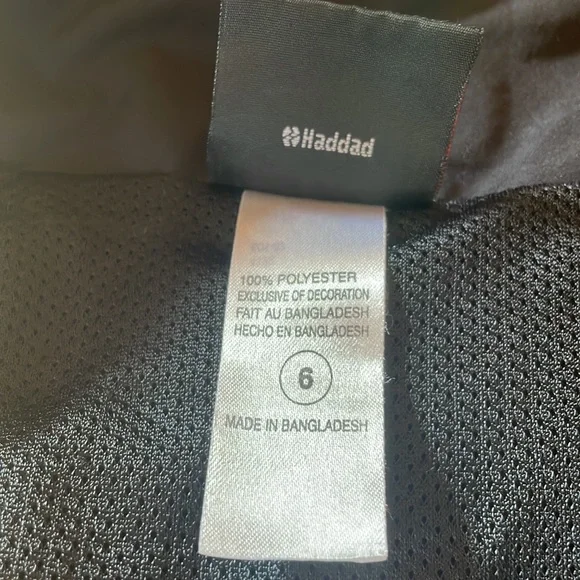 Haddad
100% POLYESTER
EXCLUSIVE OF DECORATION
FAIT AU BANGLADESH
HECHO EN BANGLADESH
6
MADE IN BANGLADESH